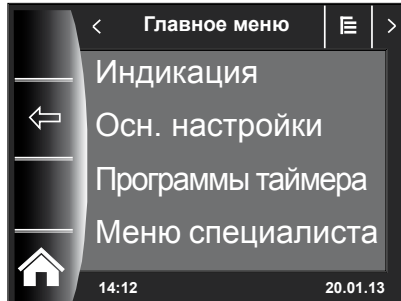 < Главное меню >
Индикация
Осн. настройки
Программы таймера
Меню специалиста
14:12 20.01.13